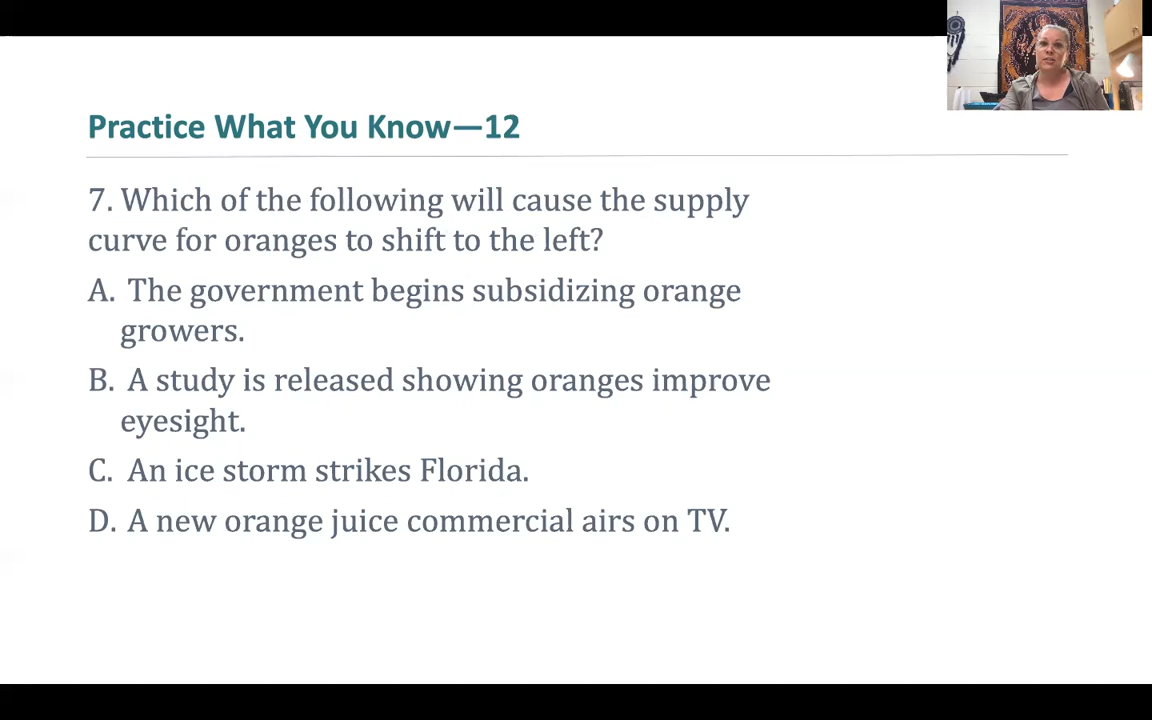 Practice What You Know—12
7. Which of the following will cause the supply
curve for oranges to shift to the left?
A. The government begins subsidizing orange
growers.
B. A study is released showing oranges improve
eyesight.
C. An ice storm strikes Florida.
D. A new orange juice commercial airs on TV.